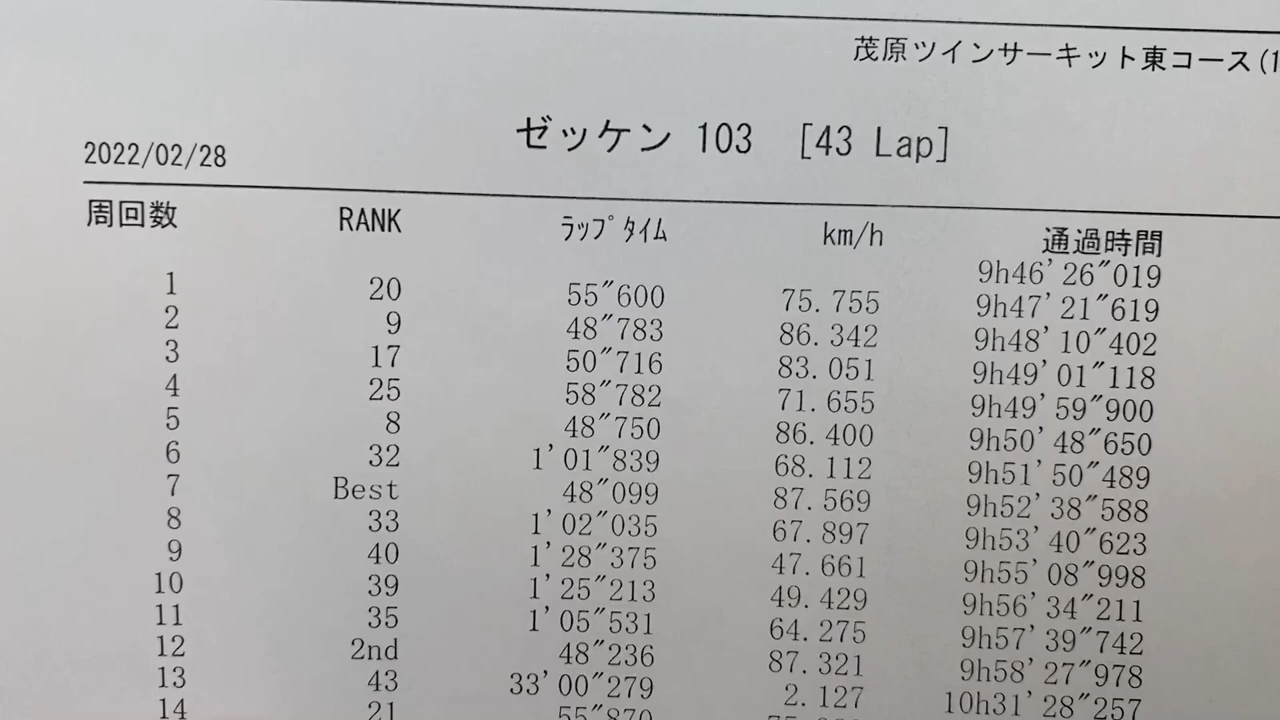 茂原ツインサーキット東コース(1
ゼッケン 103 [43 Lap]
2022/02/28
周回数 RANK ﾗｯﾌﾟﾀｲﾑ km/h 通過時間
9h46'26"019
1 20 55"600 75.755 9h47'21"619
2 9 48"783 86.342 9h48'10"402
3 17 50"716 83.051 9h49'01"118
4 25 58"782 71.655 9h49'59"900
5 8 48"750 86.400 9h50'48"650
6 32 1'01"839 68.112 9h51'50"489
7 Best 48"099 87.569 9h52'38"588
8 33 1'02"035 67.897 9h53'40"623
9 40 1'28"375 47.661 9h55'08"998
10 39 1'25"213 49.429 9h56'34"211
11 35 1'05"531 64.275 9h57'39"742
12 2nd 48"236 87.321 9h58'27"978
13 43 33'00"279 2.127 10h31'28"257
14 21 55"870